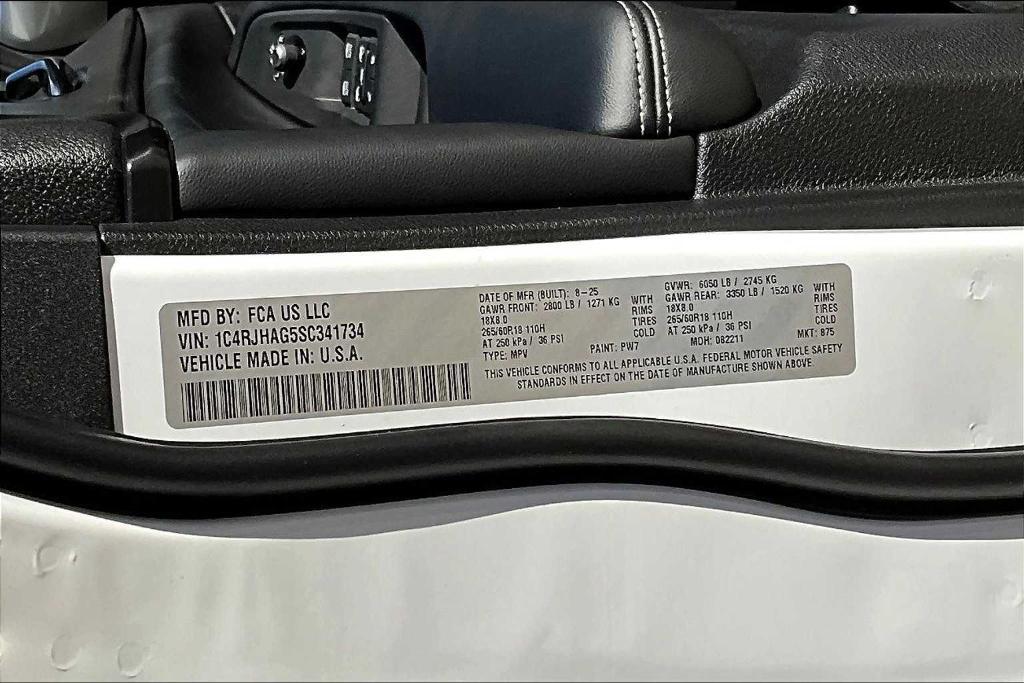 MFD BY: FCA US LLC
VIN: 1C4RJHAG5SC341734
VEHICLE MADE IN: U.S.A.
DATE OF MFR (BUILT): 8-25
GAWR FRONT: 2800 LB / 1271 KG WITH
18X8.0 RIMS
265/60R18 110H TIRES
AT 250 kPa / 36 PSI COLD
TYPE: MPV PAINT: PW7
GVWR: 6050 LB / 2745 KG
GAWR REAR: 3350 LB / 1520 KG WITH
18X8.0 RIMS
265/60R18 110H TIRES
AT 250 kPa / 36 PSI COLD
MDH: 082211 MKT: 875
THIS VEHICLE CONFORMS TO ALL APPLICABLE U.S.A. FEDERAL MOTOR VEHICLE SAFETY
STANDARDS IN EFFECT ON THE DATE OF MANUFACTURE SHOWN ABOVE.